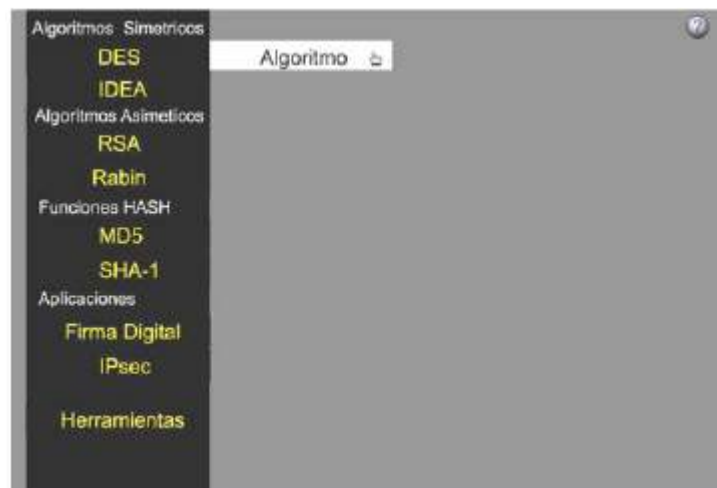 Algoritmos Simetricos
DES
Algoritmo
IDEA
Algoritmos Asimeticos
RSA
Rabin
Funciones HASH
MD5
SHA-1
Aplicaciones
Firma Digital
IPsec
Herramientas
?